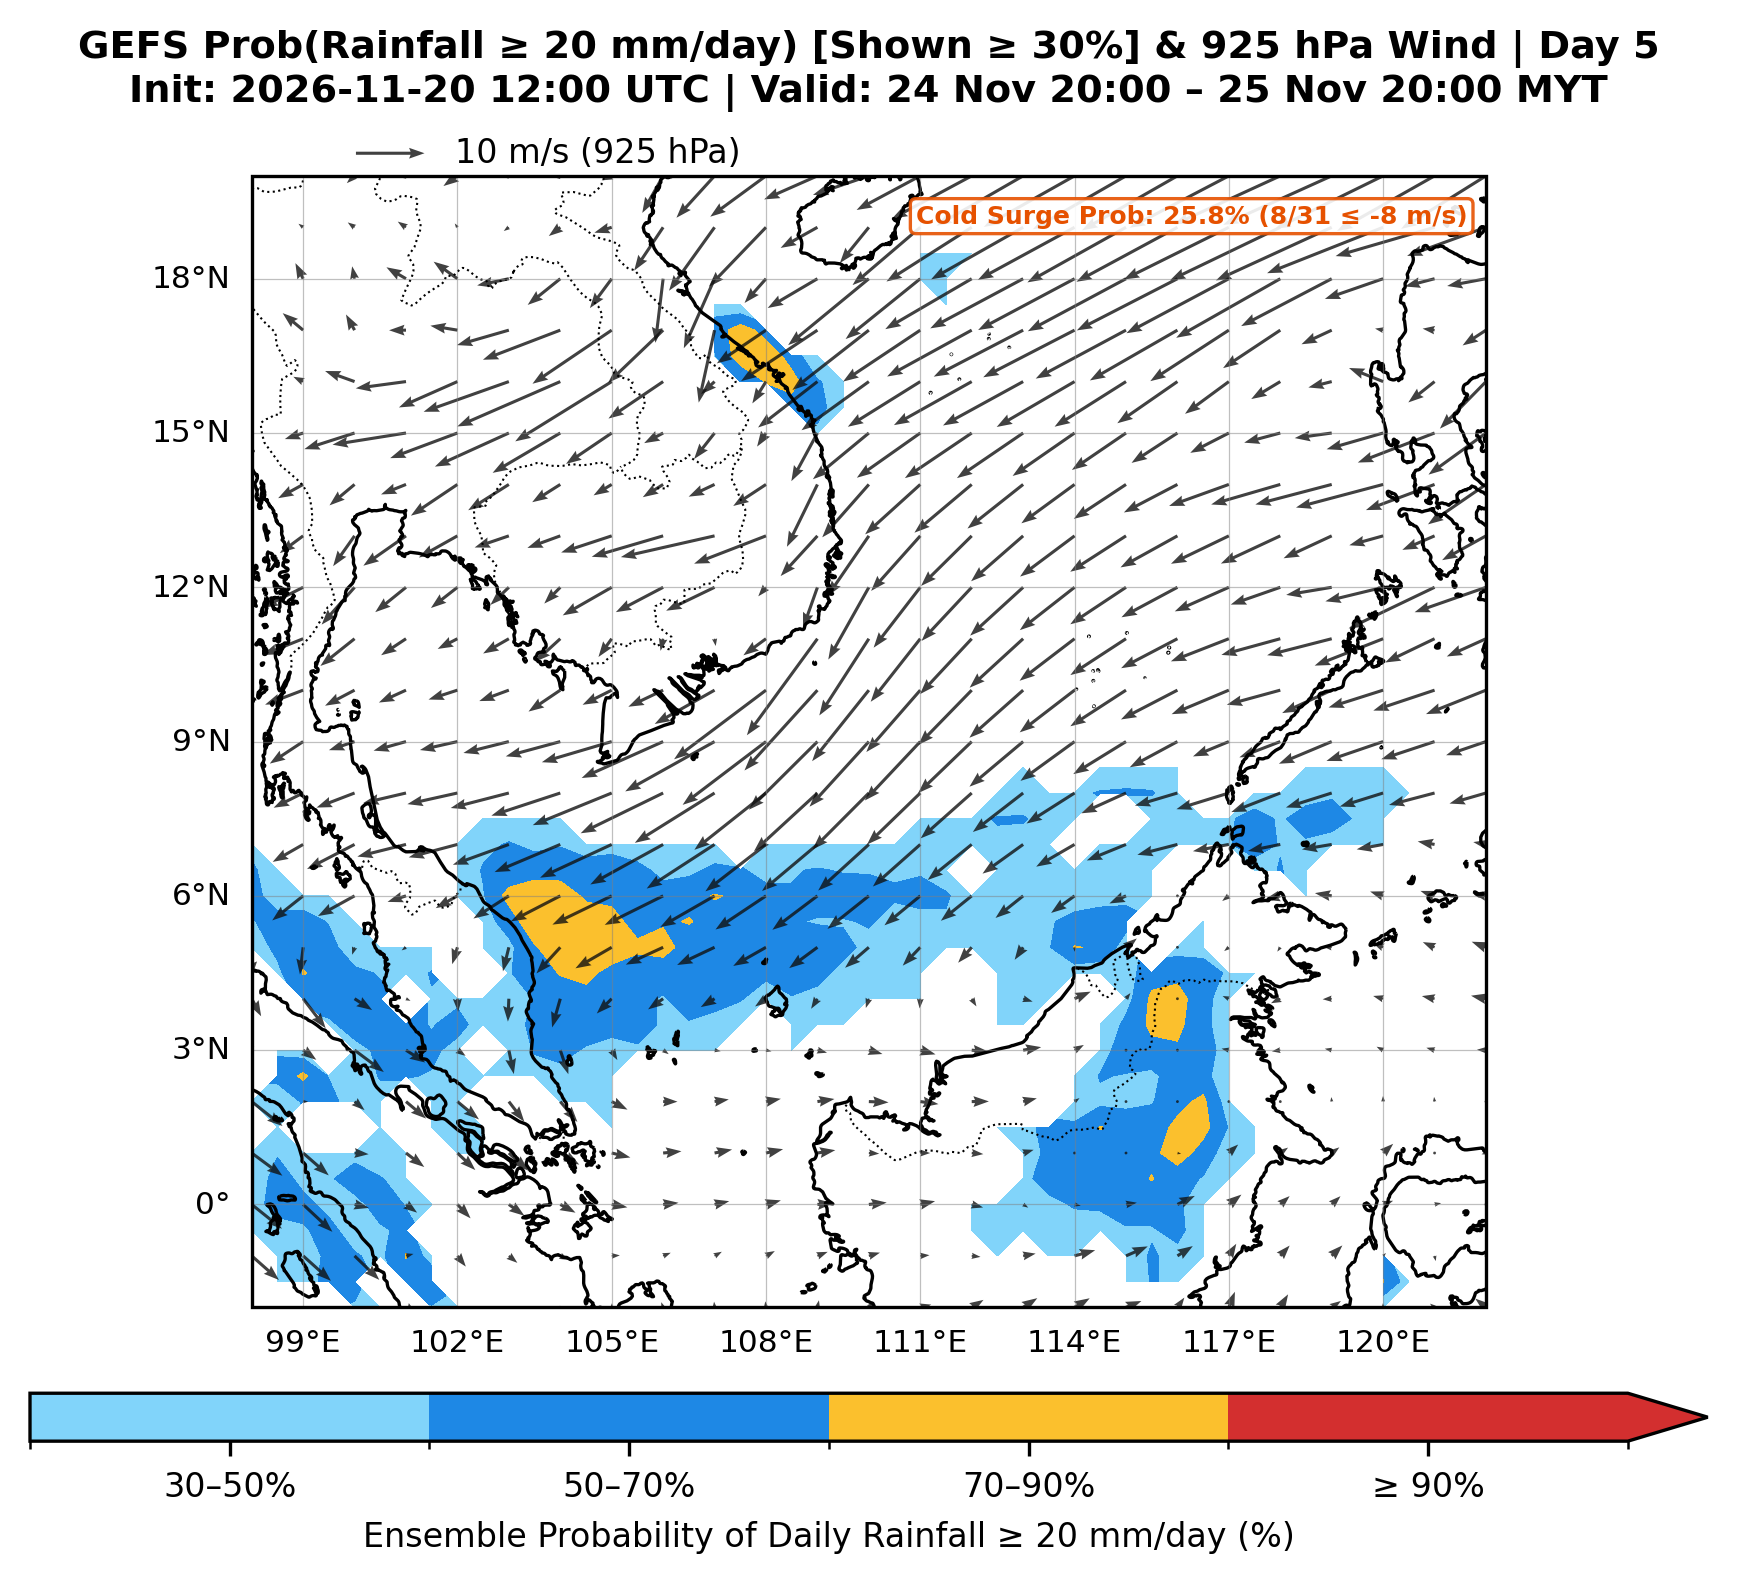 GEFS Prob(Rainfall ≥ 20 mm/day) [Shown ≥ 30%] & 925 hPa Wind | Day 5
Init: 2026-11-20 12:00 UTC | Valid: 24 Nov 20:00 – 25 Nov 20:00 MYT
10 m/s (925 hPa)
Cold Surge Prob: 25.8% (8/31 ≤ -8 m/s)
18°N
15°N
12°N
9°N
6°N
3°N
0°
99°E 102°E 105°E 108°E 111°E 114°E 117°E 120°E
30–50% 50–70% 70–90% ≥ 90%
Ensemble Probability of Daily Rainfall ≥ 20 mm/day (%)